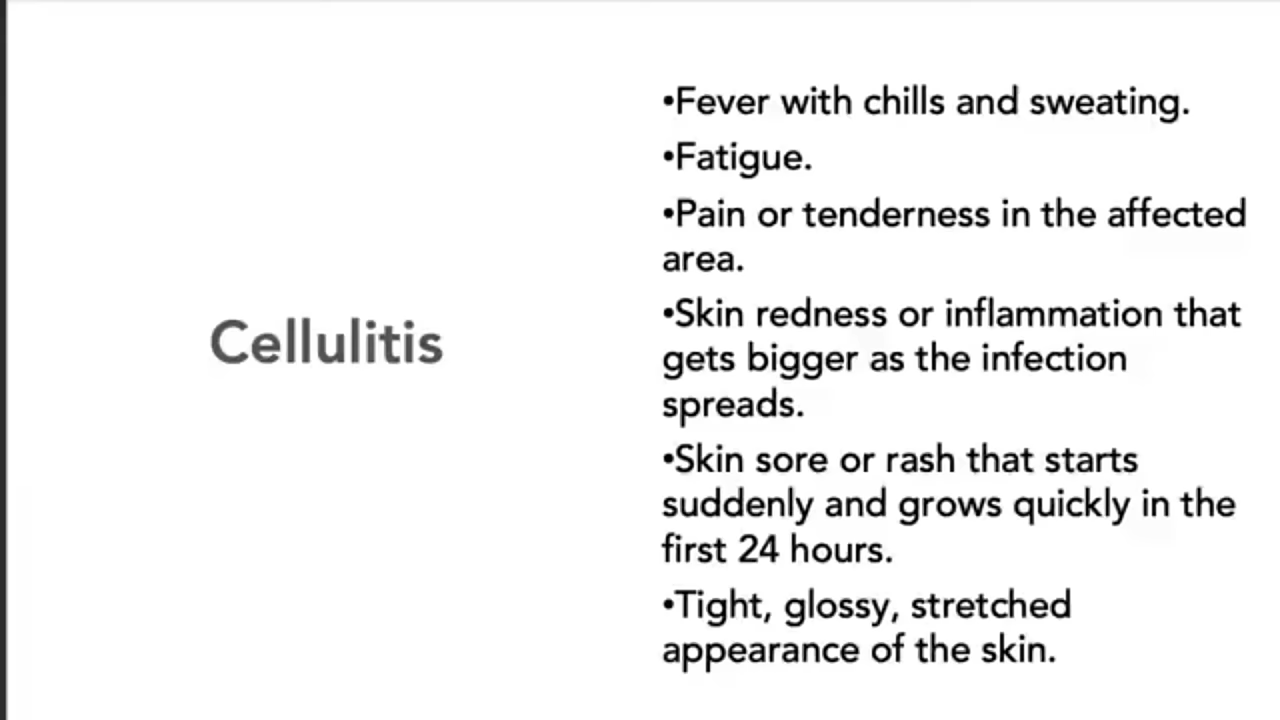 Cellulitis
•Fever with chills and sweating.
•Fatigue.
•Pain or tenderness in the affected
area.
•Skin redness or inflammation that
gets bigger as the infection
spreads.
•Skin sore or rash that starts
suddenly and grows quickly in the
first 24 hours.
•Tight, glossy, stretched
appearance of the skin.